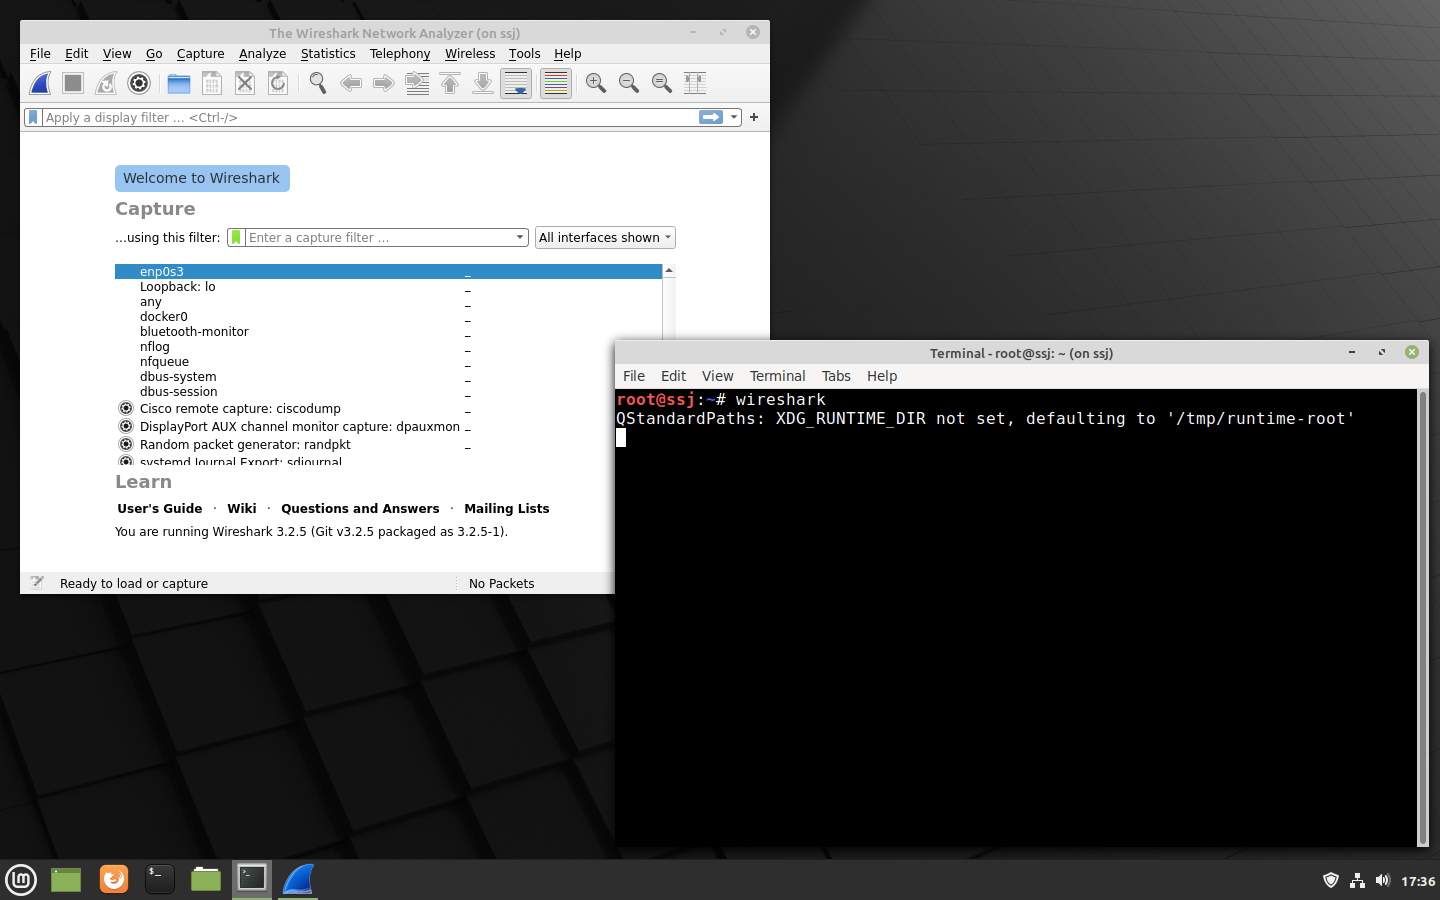 The Wireshark Network Analyzer (on ssj)
File Edit View Go Capture Analyze Statistics Telephony Wireless Tools Help
Apply a display filter ... <Ctrl-/>
+
Welcome to Wireshark
Capture
...using this filter: Enter a capture filter ... All interfaces shown
enp0s3
Loopback: lo
any
docker0
bluetooth-monitor
nflog
nfqueue
dbus-system
dbus-session
Cisco remote capture: ciscodump
DisplayPort AUX channel monitor capture: dpauxmon
Random packet generator: randpkt
systemd Journal Export: sdjournal
Learn
User's Guide · Wiki · Questions and Answers · Mailing Lists
You are running Wireshark 3.2.5 (Git v3.2.5 packaged as 3.2.5-1).
Ready to load or capture No Packets
Terminal - root@ssj: ~ (on ssj)
File Edit View Terminal Tabs Help
root@ssj:~# wireshark
QStandardPaths: XDG_RUNTIME_DIR not set, defaulting to '/tmp/runtime-root'
17:36